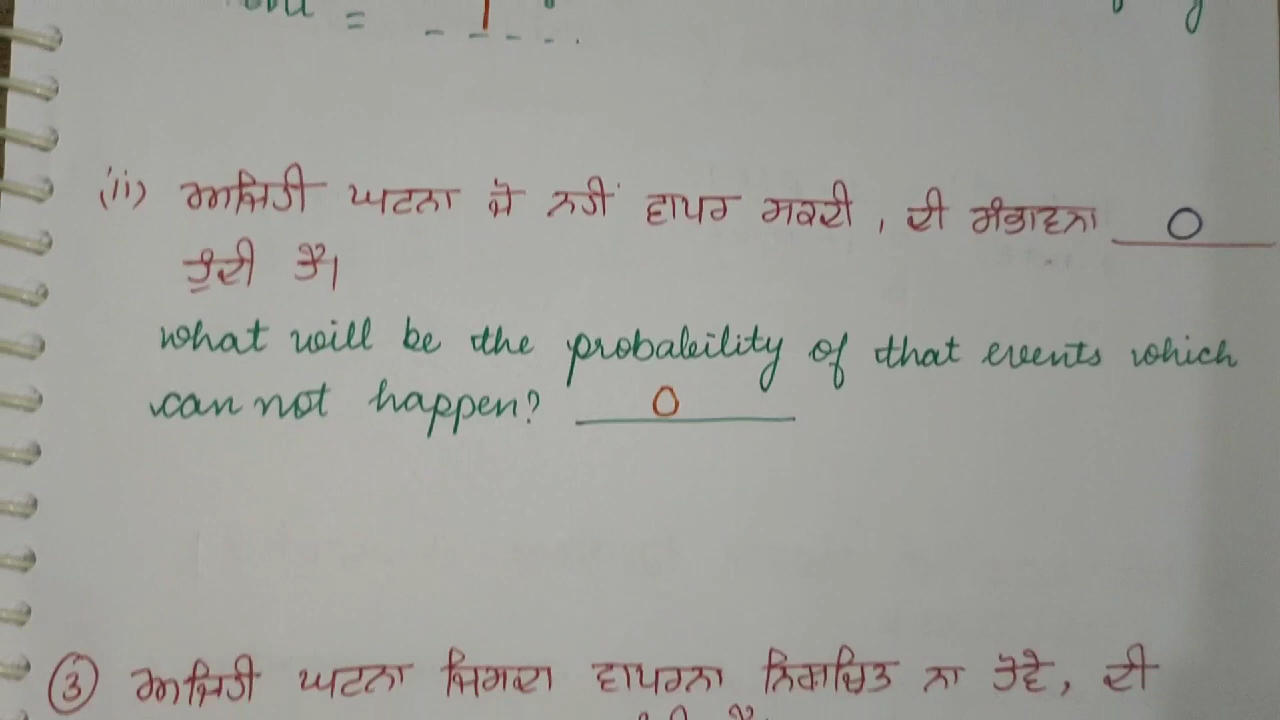 = - - - - - .
(ii) ਅਜਿਹੀ ਘਟਨਾ ਜੋ ਨਹੀਂ ਵਾਪਰ ਸਕਦੀ, ਦੀ ਸੰਭਾਵਨਾ 0
ਹੁੰਦੀ ਹੈ।
what will be the probability of that events which
can not happen? 0
③ ਅਜਿਹੀ ਘਟਨਾ ਜਿਸਦਾ ਵਾਪਰਨਾ ਨਿਸ਼ਚਿਤ ਨਾ ਹੋਵੇ, ਦੀ